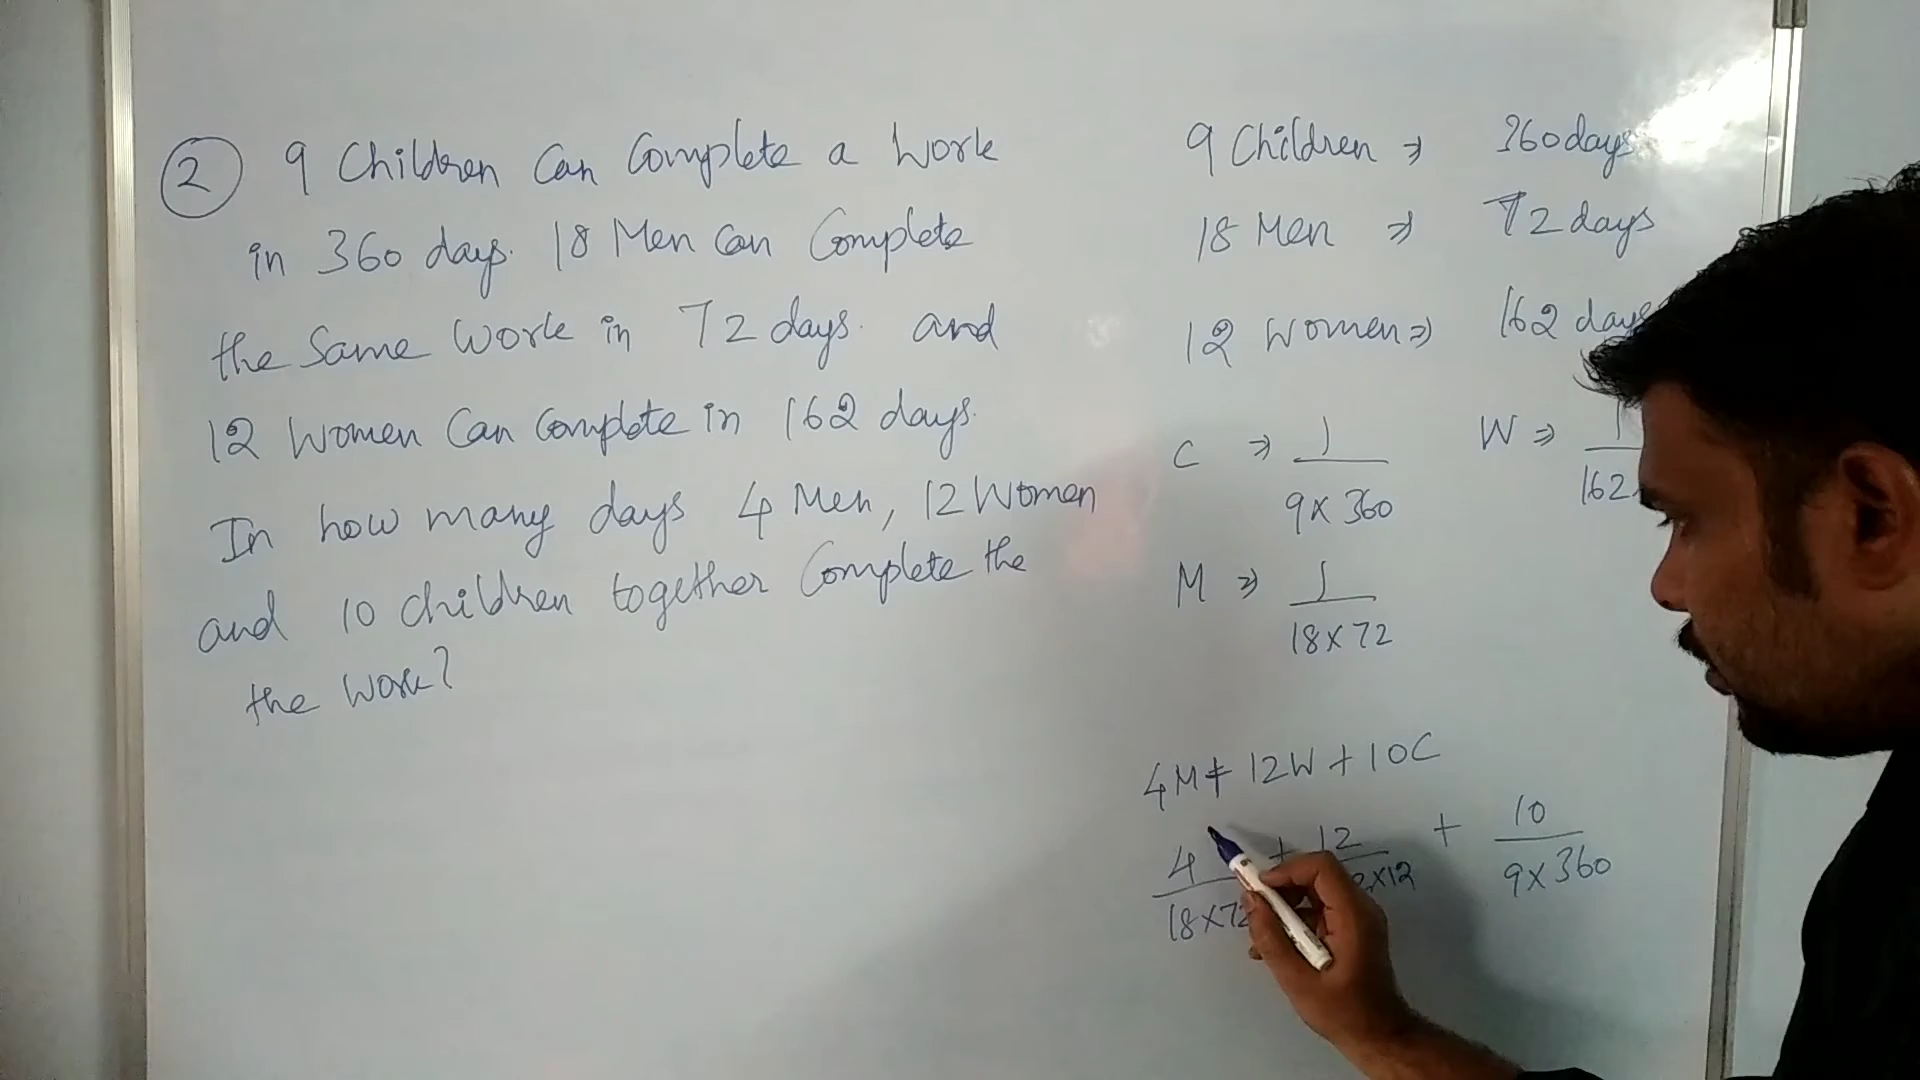 2 9 Children Can Complete a Work
in 360 days. 18 Men Can Complete
the Same Work in 72 days. and
12 Women Can Complete in 162 days.
In how many days 4 Men, 12 Women
and 10 children together Complete the
the Work?
9 Children ⇒ 360 days
18 Men ⇒ 72 days
12 Women ⇒ 162 days
C ⇒ 1/(9 x 360)
W ⇒ 1/162
M ⇒ 1/(18 x 72)
4M + 12W + 10C
4/(18 x 72) + 12/(x12) + 10/(9 x 360)